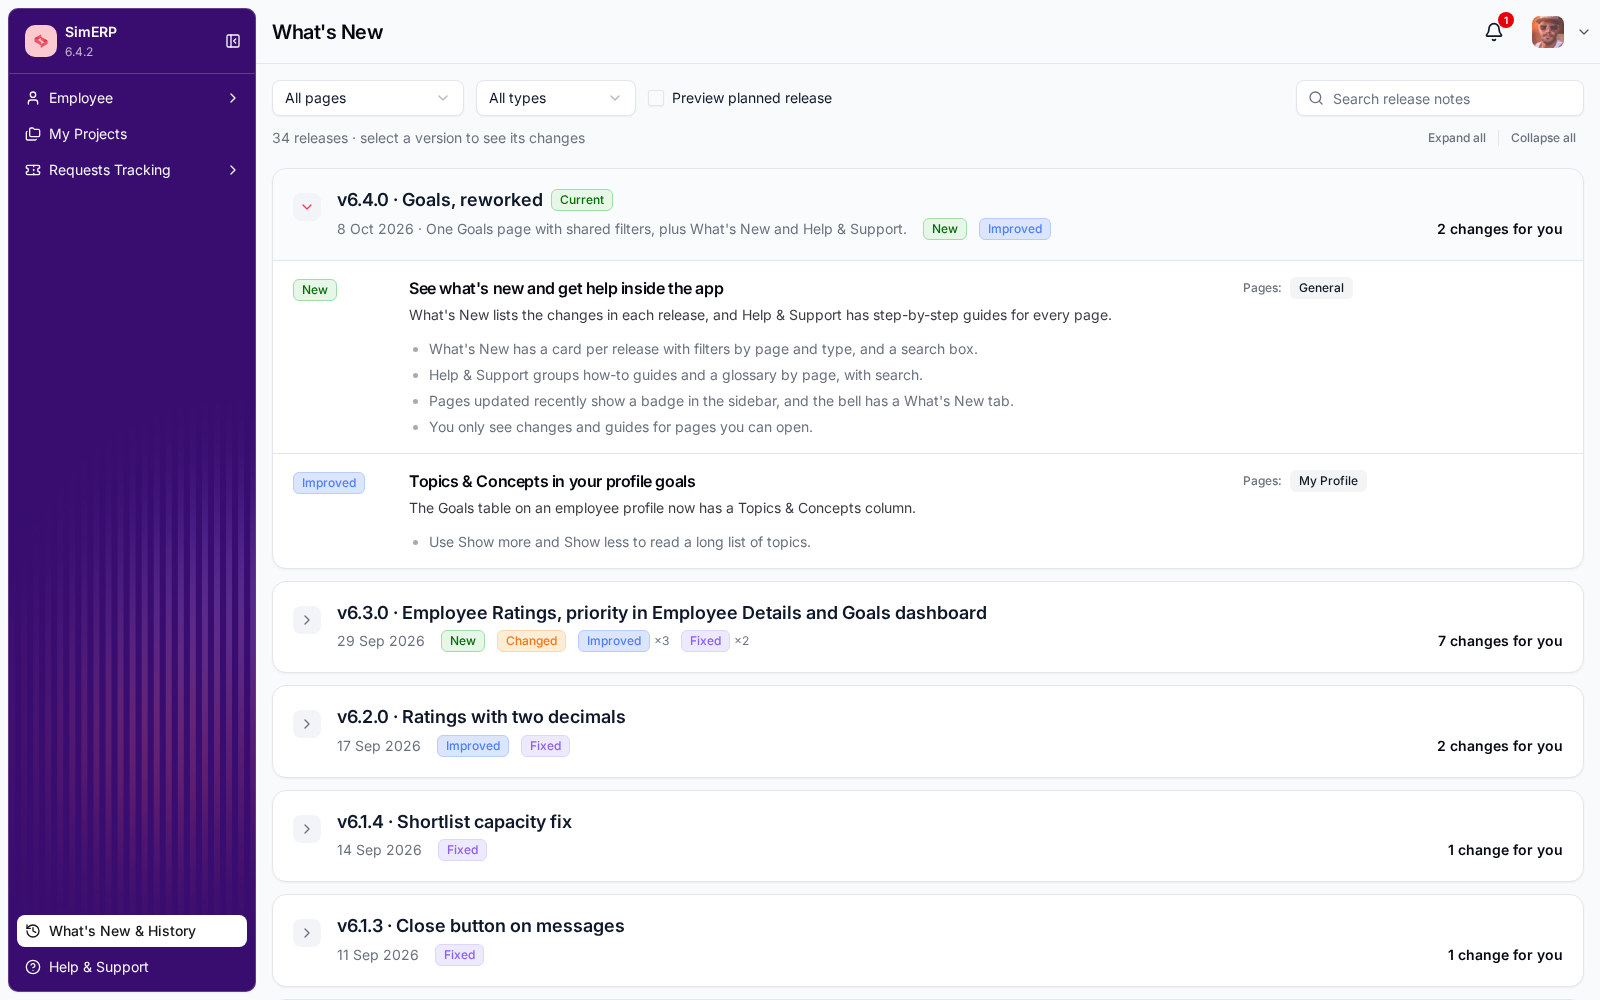 SimERP
6.4.2
Employee
My Projects
Requests Tracking
What's New & History
Help & Support
What's New
1
All pages
All types
Preview planned release
Search release notes
34 releases · select a version to see its changes
Expand all
Collapse all
v6.4.0 · Goals, reworked Current
8 Oct 2026 · One Goals page with shared filters, plus What's New and Help & Support. New Improved
2 changes for you
New
See what's new and get help inside the app
Pages: General
What's New lists the changes in each release, and Help & Support has step-by-step guides for every page.
• What's New has a card per release with filters by page and type, and a search box.
• Help & Support groups how-to guides and a glossary by page, with search.
• Pages updated recently show a badge in the sidebar, and the bell has a What's New tab.
• You only see changes and guides for pages you can open.
Improved
Topics & Concepts in your profile goals
Pages: My Profile
The Goals table on an employee profile now has a Topics & Concepts column.
• Use Show more and Show less to read a long list of topics.
v6.3.0 · Employee Ratings, priority in Employee Details and Goals dashboard
29 Sep 2026 New Changed Improved ×3 Fixed ×2
7 changes for you
v6.2.0 · Ratings with two decimals
17 Sep 2026 Improved Fixed
2 changes for you
v6.1.4 · Shortlist capacity fix
14 Sep 2026 Fixed
1 change for you
v6.1.3 · Close button on messages
11 Sep 2026 Fixed
1 change for you